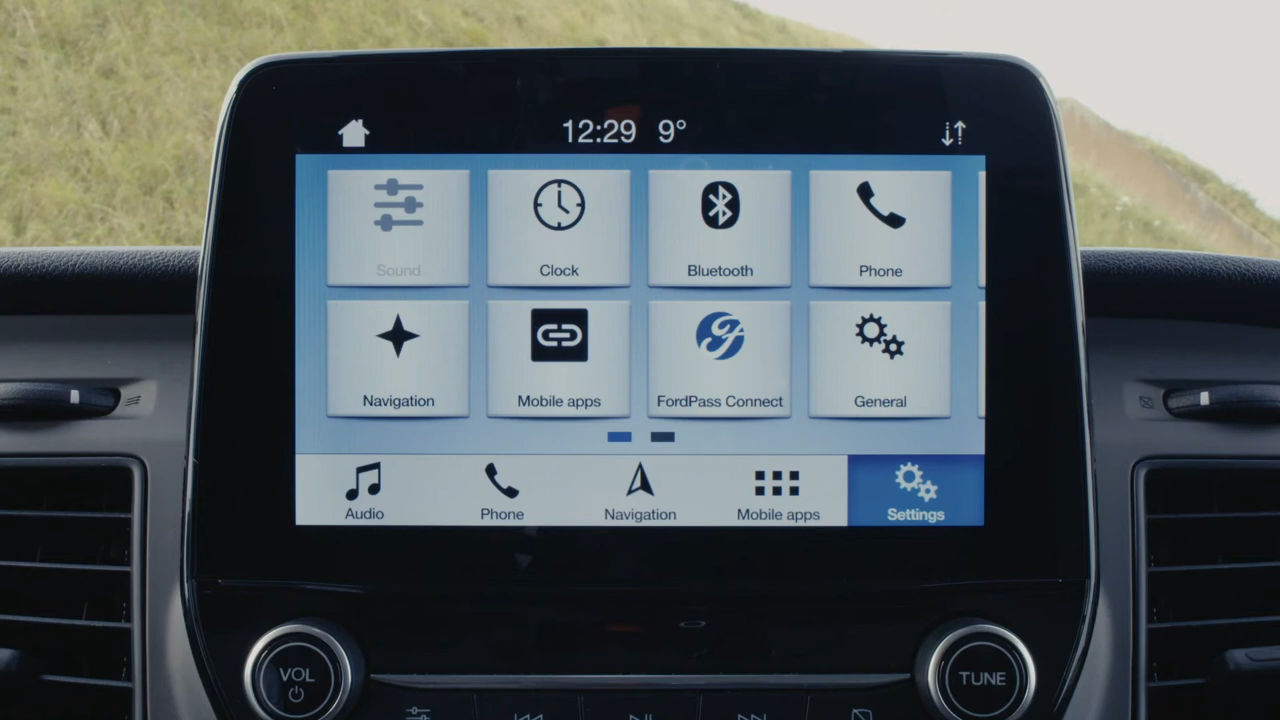 12:29 9°
Sound
Clock
Bluetooth
Phone
Navigation
Mobile apps
FordPass Connect
General
Audio
Phone
Navigation
Mobile apps
Settings
VOL
TUNE